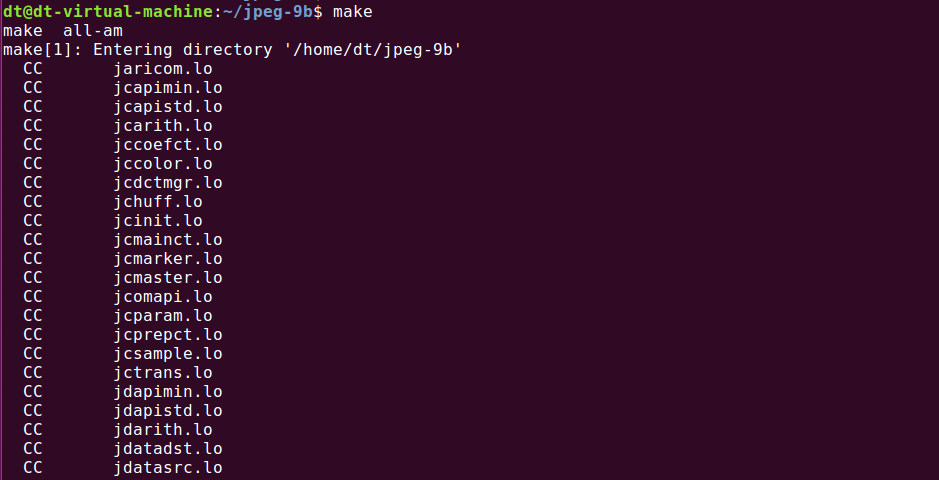 dt@dt-virtual-machine:~/jpeg-9b$ make
make  all-am
make[1]: Entering directory '/home/dt/jpeg-9b'
  CC       jaricom.lo
  CC       jcapimin.lo
  CC       jcapistd.lo
  CC       jcarith.lo
  CC       jccoefct.lo
  CC       jccolor.lo
  CC       jcdctmgr.lo
  CC       jchuff.lo
  CC       jcinit.lo
  CC       jcmainct.lo
  CC       jcmarker.lo
  CC       jcmaster.lo
  CC       jcomapi.lo
  CC       jcparam.lo
  CC       jcprepct.lo
  CC       jcsample.lo
  CC       jctrans.lo
  CC       jdapimin.lo
  CC       jdapistd.lo
  CC       jdarith.lo
  CC       jdatadst.lo
  CC       jdatasrc.lo